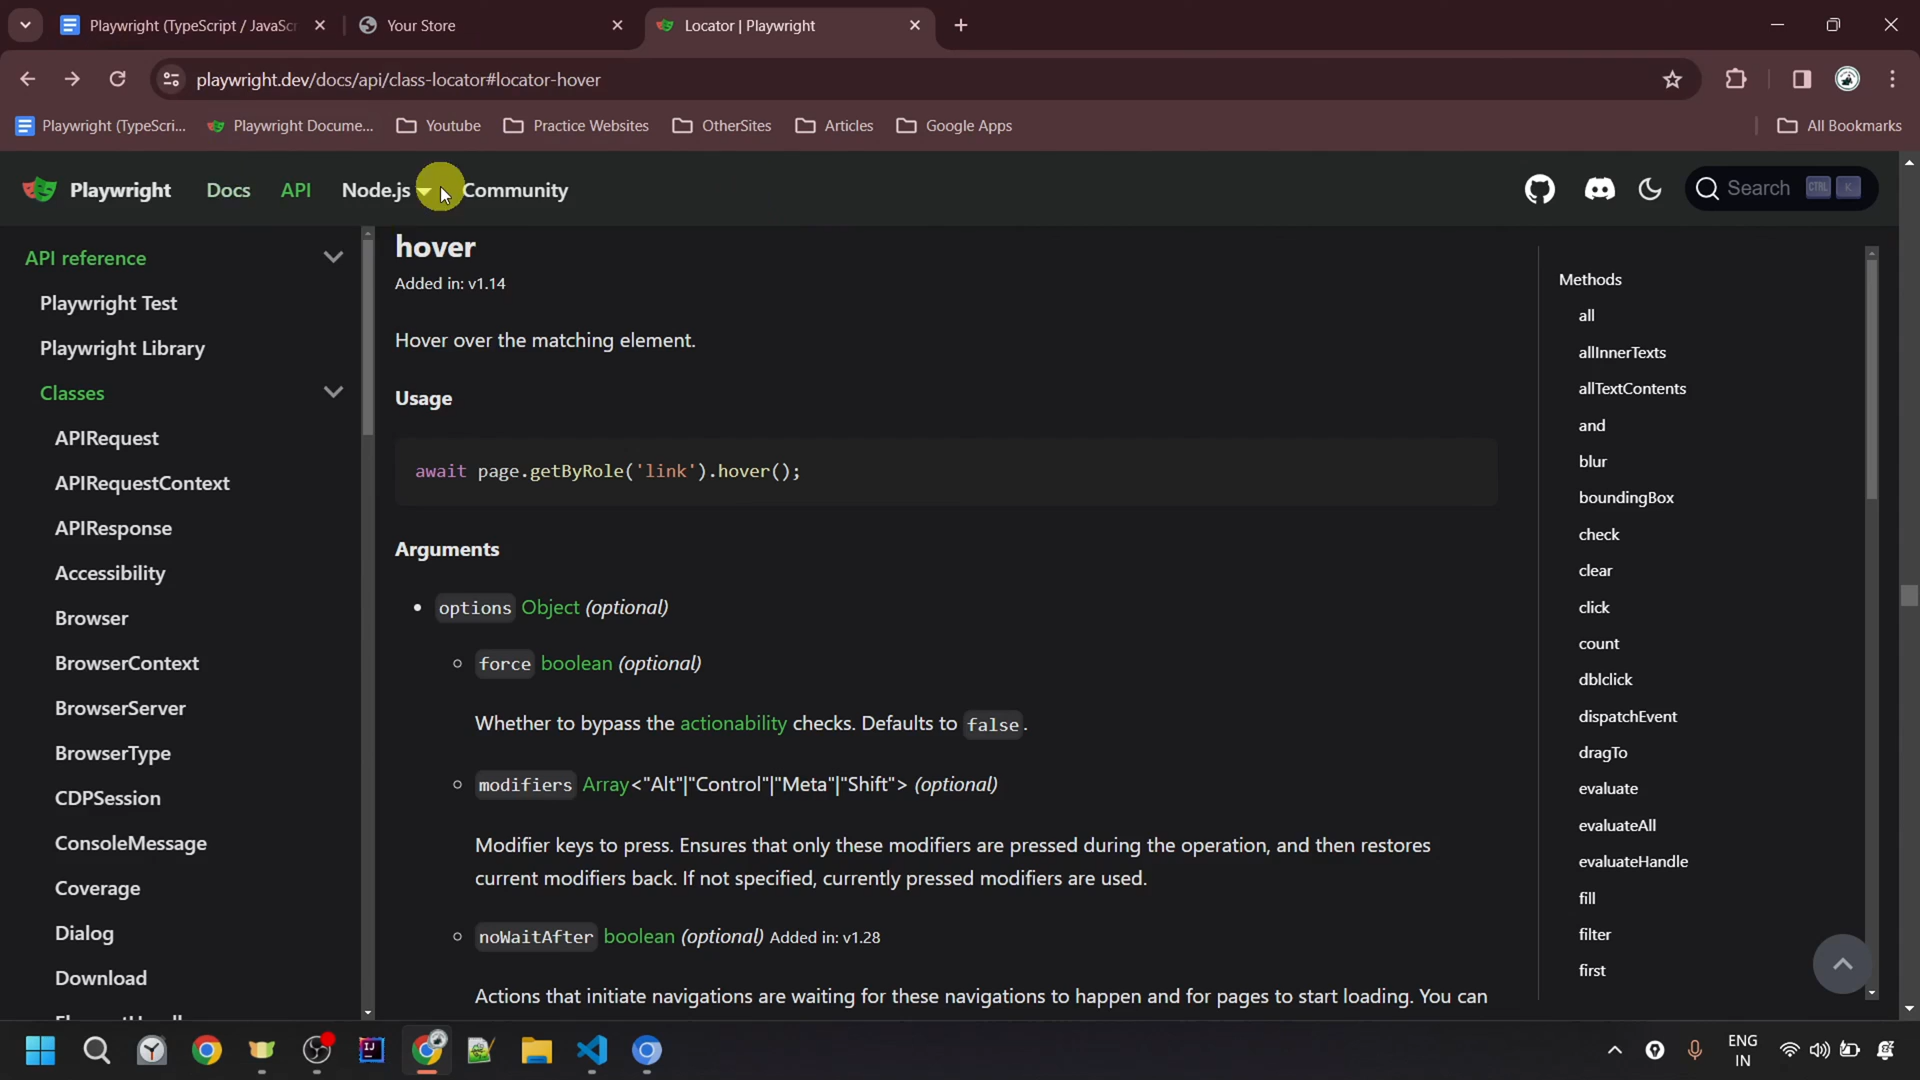 Playwright (TypeScript / JavaScr
Your Store
Locator | Playwright
playwright.dev/docs/api/class-locator#locator-hover
Playwright (TypeScri...
Playwright Docume...
Youtube
Practice Websites
OtherSites
Articles
Google Apps
All Bookmarks
Playwright
Docs
API
Node.js
Community
Search
CTRL
K
API reference
Playwright Test
Playwright Library
Classes
APIRequest
APIRequestContext
APIResponse
Accessibility
Browser
BrowserContext
BrowserServer
BrowserType
CDPSession
ConsoleMessage
Coverage
Dialog
Download
hover
Added in: v1.14
Hover over the matching element.
Usage
await page.getByRole('link').hover();
Arguments
options Object (optional)
force boolean (optional)
Whether to bypass the actionability checks. Defaults to false.
modifiers Array<"Alt"|"Control"|"Meta"|"Shift"> (optional)
Modifier keys to press. Ensures that only these modifiers are pressed during the operation, and then restores
current modifiers back. If not specified, currently pressed modifiers are used.
noWaitAfter boolean (optional) Added in: v1.28
Actions that initiate navigations are waiting for these navigations to happen and for pages to start loading. You can
Methods
all
allInnerTexts
allTextContents
and
blur
boundingBox
check
clear
click
count
dblclick
dispatchEvent
dragTo
evaluate
evaluateAll
evaluateHandle
fill
filter
first
ENG
IN